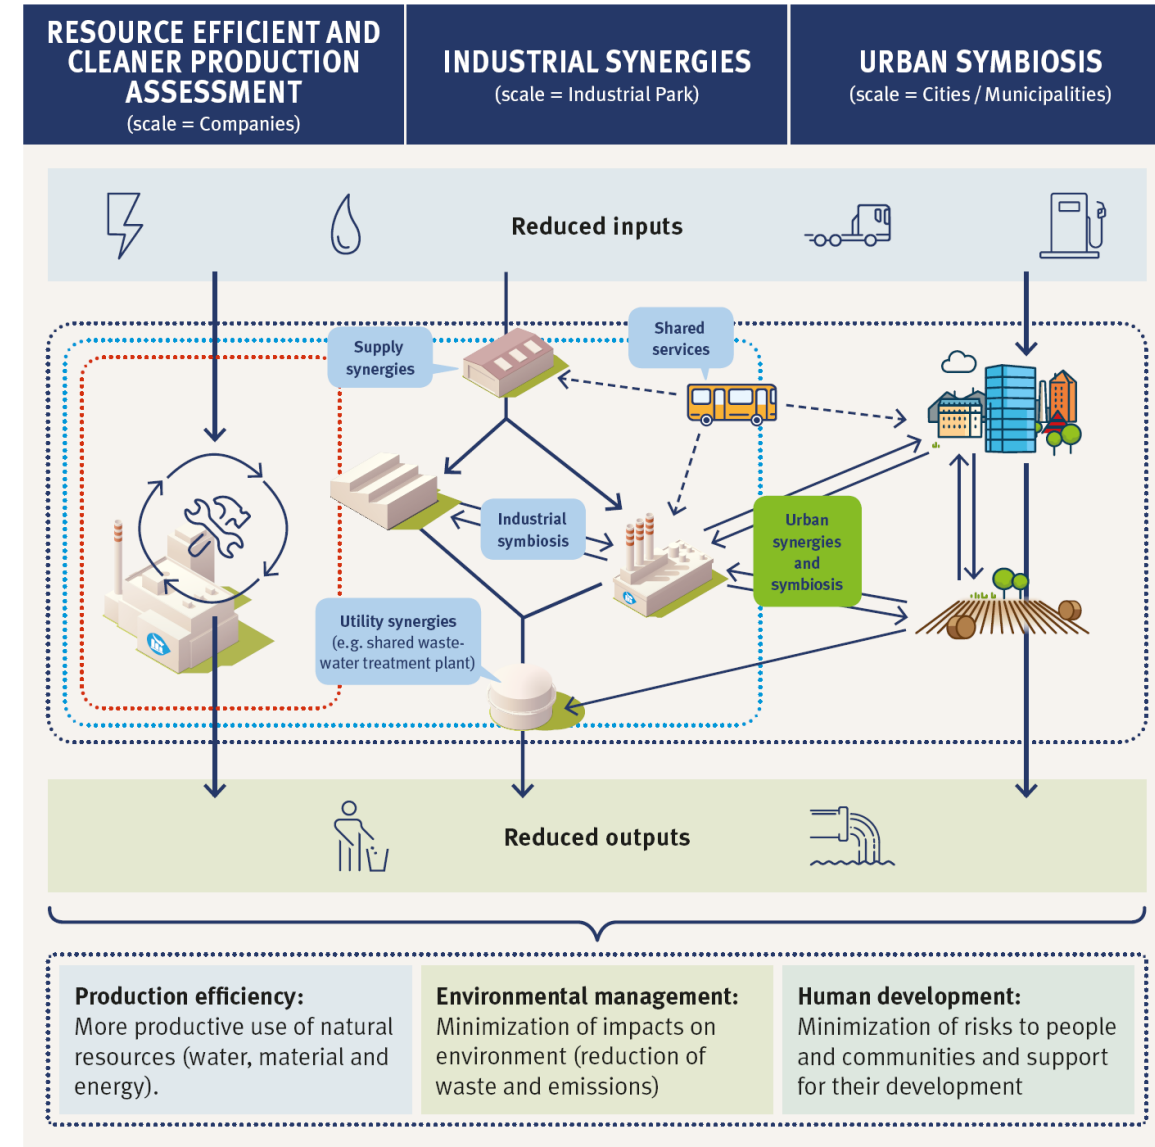 RESOURCE EFFICIENT AND
CLEANER PRODUCTION
ASSESSMENT
(scale = Companies)
INDUSTRIAL SYNERGIES
(scale = Industrial Park)
URBAN SYMBIOSIS
(scale = Cities / Municipalities)
Reduced inputs
Supply
synergies
Shared
services
Industrial
symbiosis
Urban
synergies
and
symbiosis
Utility synergies
(e.g. shared waste-
water treatment plant)
Reduced outputs
Production efficiency:
More productive use of natural
resources (water, material and
energy).
Environmental management:
Minimization of impacts on
environment (reduction of
waste and emissions)
Human development:
Minimization of risks to people
and communities and support
for their development